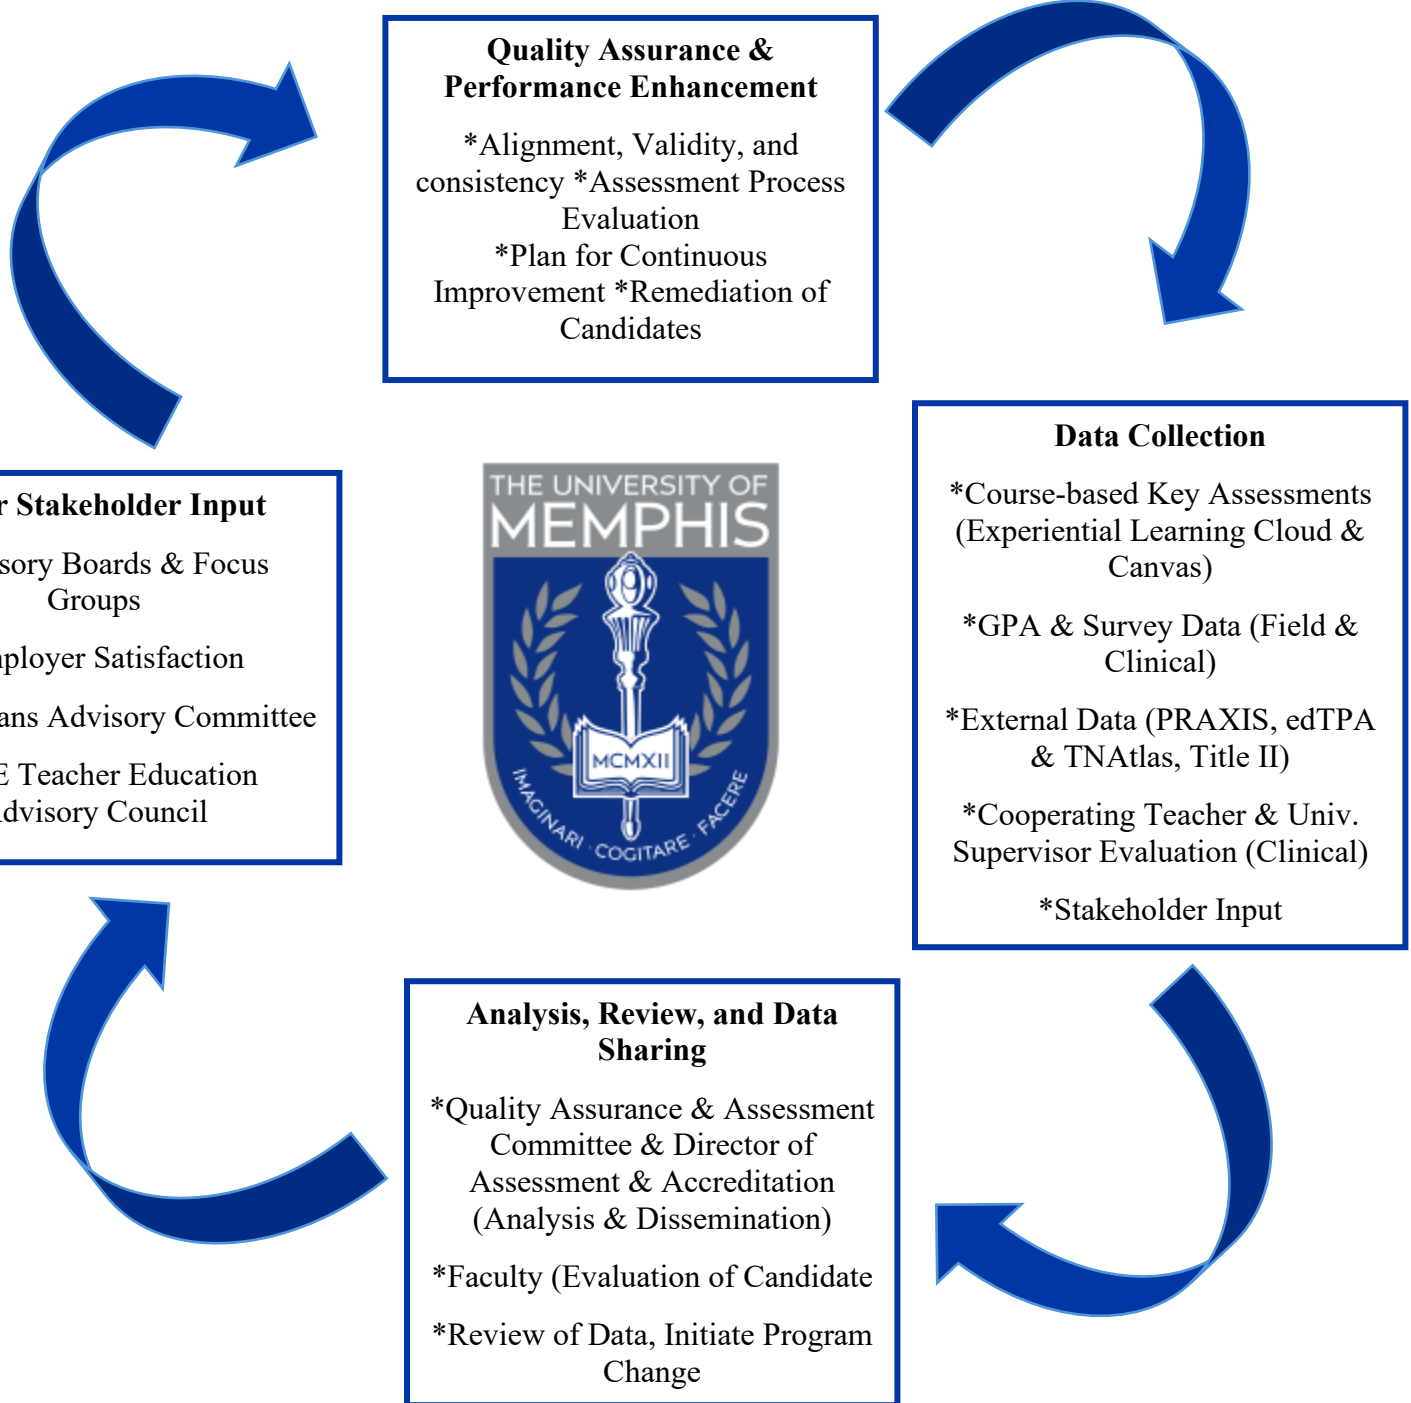 Quality Assurance &
Performance Enhancement
*Alignment, Validity, and
consistency *Assessment Process
Evaluation
*Plan for Continuous
Improvement *Remediation of
Candidates
Data Collection
*Course-based Key Assessments
(Experiential Learning Cloud &
Canvas)
*GPA & Survey Data (Field &
Clinical)
*External Data (PRAXIS, edTPA
& TNAtlas, Title II)
*Cooperating Teacher & Univ.
Supervisor Evaluation (Clinical)
*Stakeholder Input
Analysis, Review, and Data
Sharing
*Quality Assurance & Assessment
Committee & Director of
Assessment & Accreditation
(Analysis & Dissemination)
*Faculty (Evaluation of Candidate
*Review of Data, Initiate Program
Change
Stakeholder Input
Boards & Focus
Groups
Satisfaction
Advisory Committee
Teacher Education
Council
THE UNIVERSITY OF
MEMPHIS
MCMXII
IMAGINARI · COGITARE · FACERE